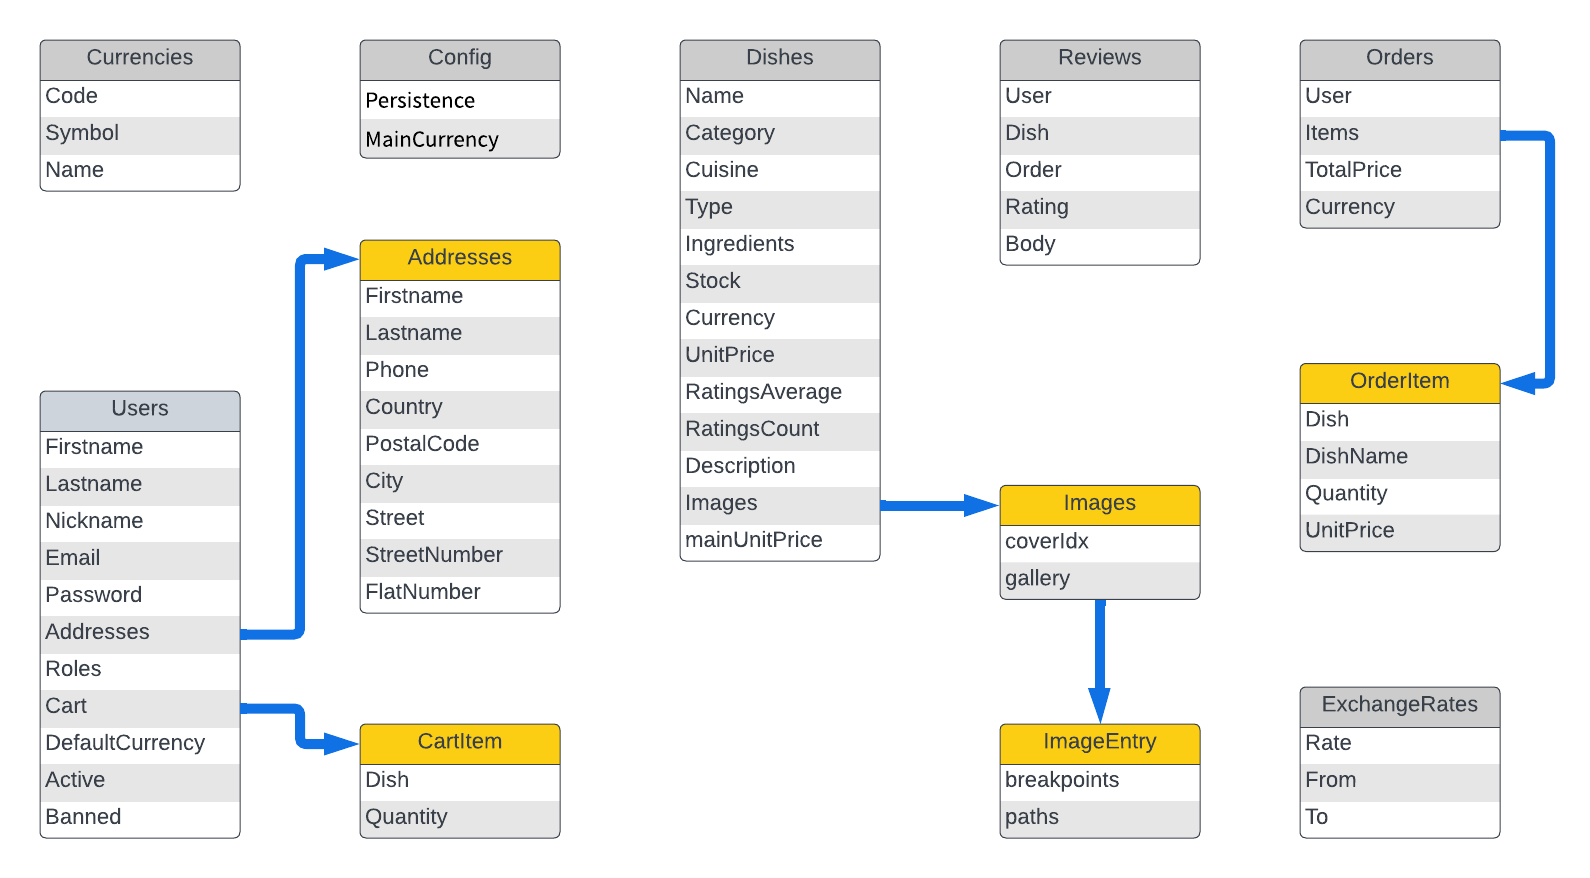 Currencies
Code
Symbol
Name
Config
Persistence
MainCurrency
Dishes
Name
Category
Cuisine
Type
Ingredients
Stock
Currency
UnitPrice
RatingsAverage
RatingsCount
Description
Images
mainUnitPrice
Reviews
User
Dish
Order
Rating
Body
Orders
User
Items
TotalPrice
Currency
Addresses
Firstname
Lastname
Phone
Country
PostalCode
City
Street
StreetNumber
FlatNumber
Users
Firstname
Lastname
Nickname
Email
Password
Addresses
Roles
Cart
DefaultCurrency
Active
Banned
OrderItem
Dish
DishName
Quantity
UnitPrice
Images
coverIdx
gallery
CartItem
Dish
Quantity
ImageEntry
breakpoints
paths
ExchangeRates
Rate
From
To